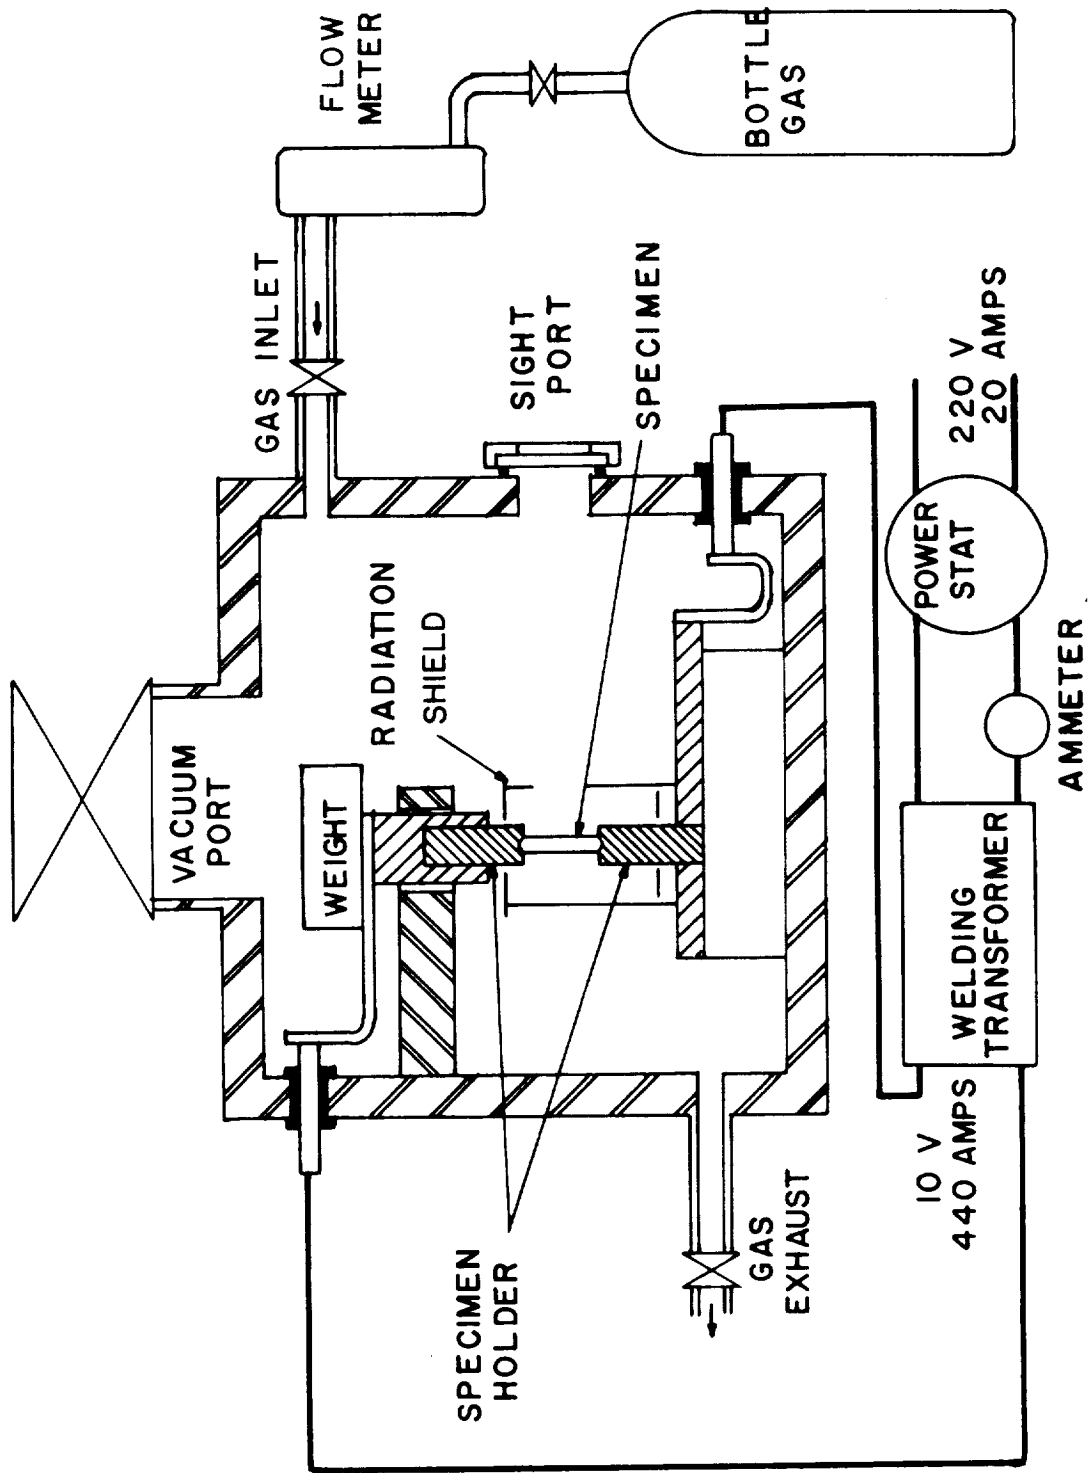 FLOW
METER
BOTTLE
GAS
GAS INLET
SIGHT
PORT
SPECIMEN
220 V
20 AMPS
POWER
STAT
RADIATION
SHIELD
VACUUM
PORT
WEIGHT
AMMETER
WELDING
TRANSFORMER
10 V
440 AMPS
GAS
EXHAUST
SPECIMEN
HOLDER